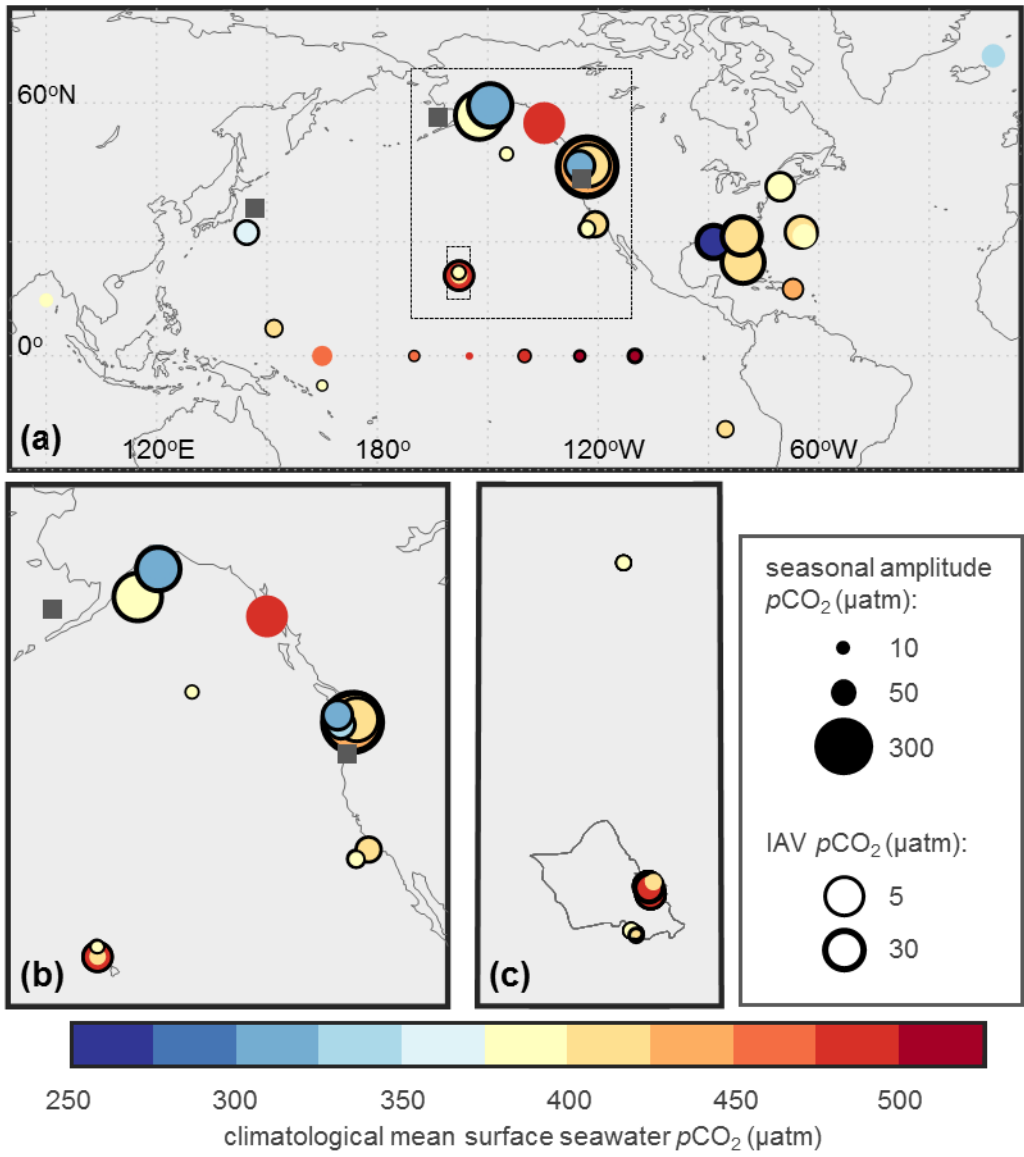 60°N
0°
(a)
120°E
180°
120°W
60°W
(b)
(c)
seasonal amplitude
pCO₂ (µatm):
10
50
300
IAV pCO₂ (µatm):
5
30
250
300
350
400
450
500
climatological mean surface seawater pCO₂ (µatm)